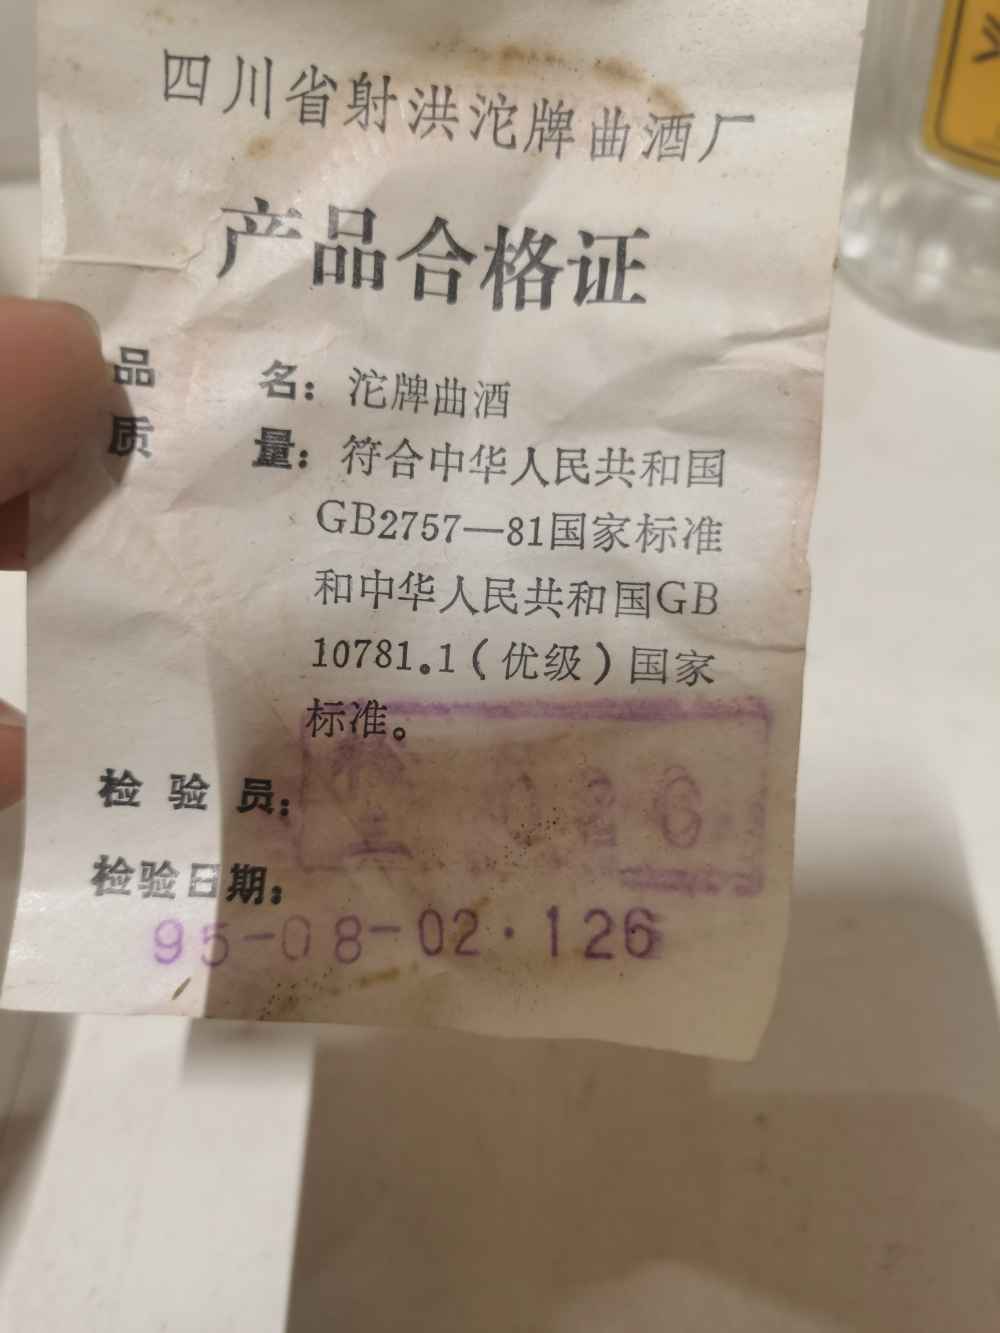 四川省射洪沱牌曲酒厂
产品合格证
品 名：沱牌曲酒
质 量：符合中华人民共和国
GB2757—81国家标准
和中华人民共和国GB
10781.1（优级）国家
标准。
检 验 员：
检验日期：
95-08-02·126